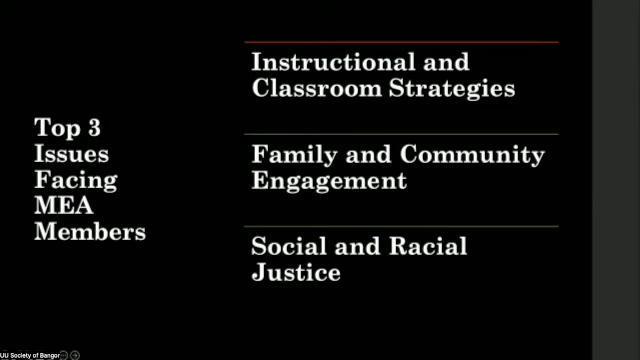 Top 3
Issues
Facing
MEA
Members
Instructional and
Classroom Strategies
Family and Community
Engagement
Social and Racial
Justice
UU Society of Bangor